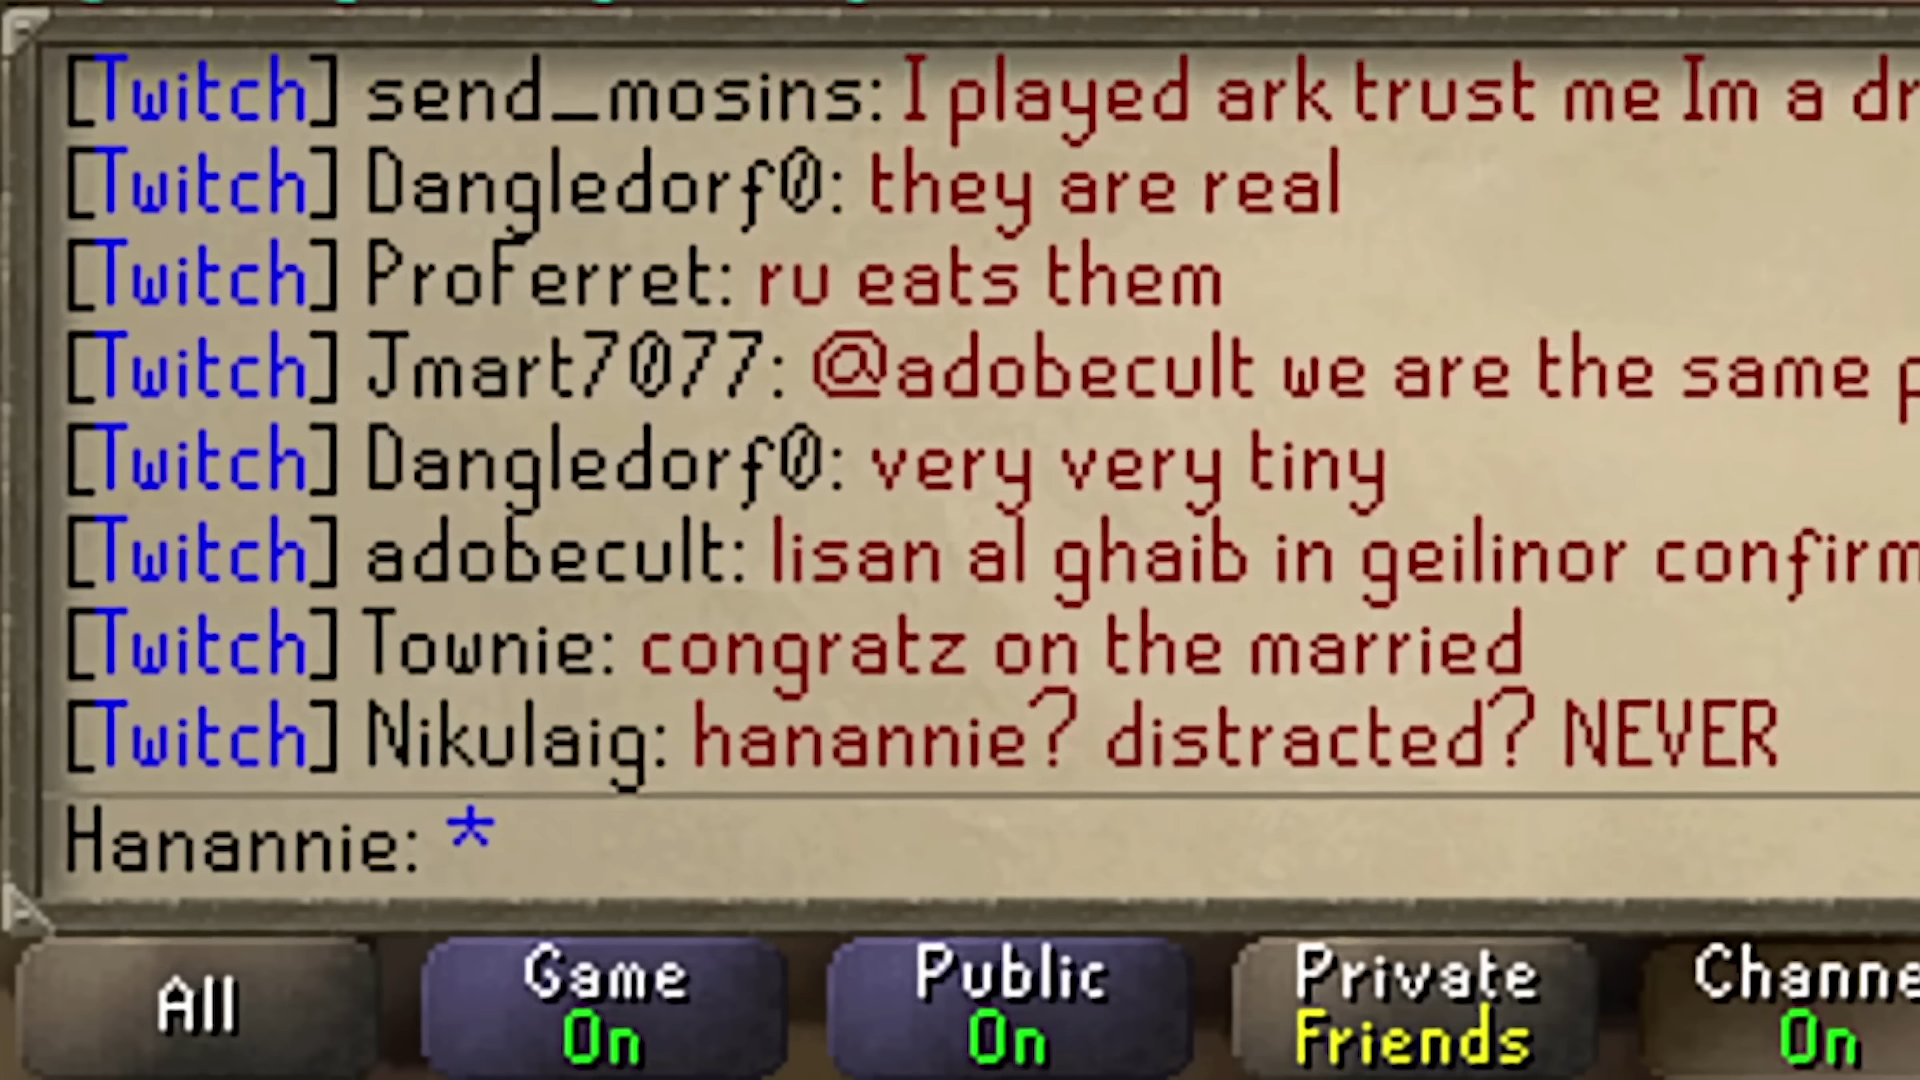 [Twitch] send_mosins: I played ark trust me Im a
[Twitch] Dangledorf0: they are real
[Twitch] ProFerret: ru eats them
[Twitch] Jmart7077: @adobecult we are the same
[Twitch] Dangledorf0: very very tiny
[Twitch] adobecult: lisan al ghaib in geilinor confirm
[Twitch] Townie: congratz on the married
[Twitch] Nikulaig: hanannie? distracted? NEVER
Hanannie: *
All Game Public Private Channe
On On Friends On